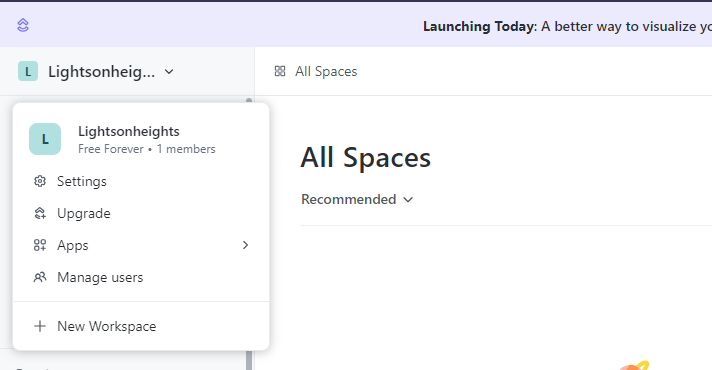 Launching Today: A better way to visualize yo
L Lightsonheig...
All Spaces
L
Lightsonheights
Free Forever • 1 members
Settings
Upgrade
Apps
Manage users
New Workspace
All Spaces
Recommended